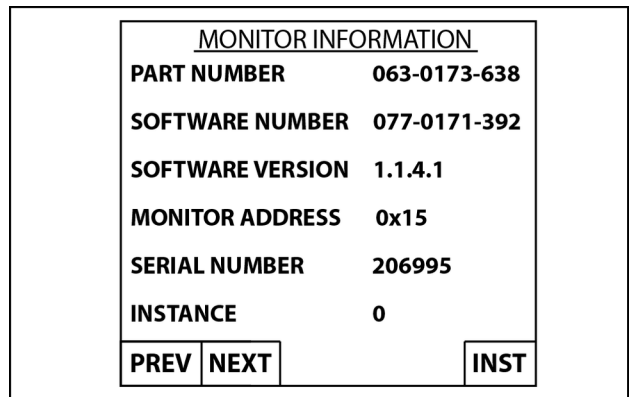 MONITOR INFORMATION
PART NUMBER 063-0173-638
SOFTWARE NUMBER 077-0171-392
SOFTWARE VERSION 1.1.4.1
MONITOR ADDRESS 0x15
SERIAL NUMBER 206995
INSTANCE 0
PREV NEXT INST